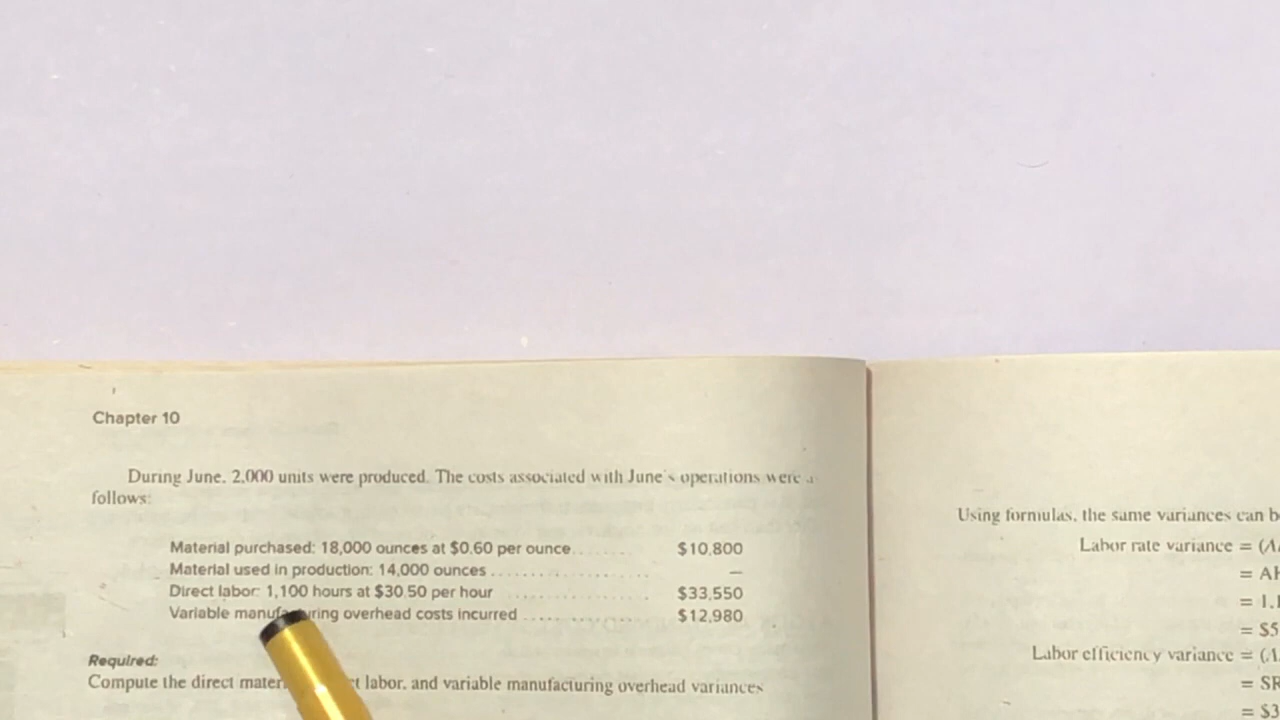 Chapter 10
During June, 2,000 units were produced. The costs associated with June's operations were
follows:
Material purchased: 18,000 ounces at $0.60 per ounce........ $10,800
Material used in production: 14,000 ounces ...................... —
Direct labor: 1,100 hours at $30.50 per hour .................... $33,550
Variable manufacturing overhead costs incurred ................. $12,980
Required:
Compute the direct labor, and variable manufacturing overhead variances
Using formulas, the same variances can
Labor rate variance = 
=
=
= $5
Labor efficiency variance =
= SR
= $3